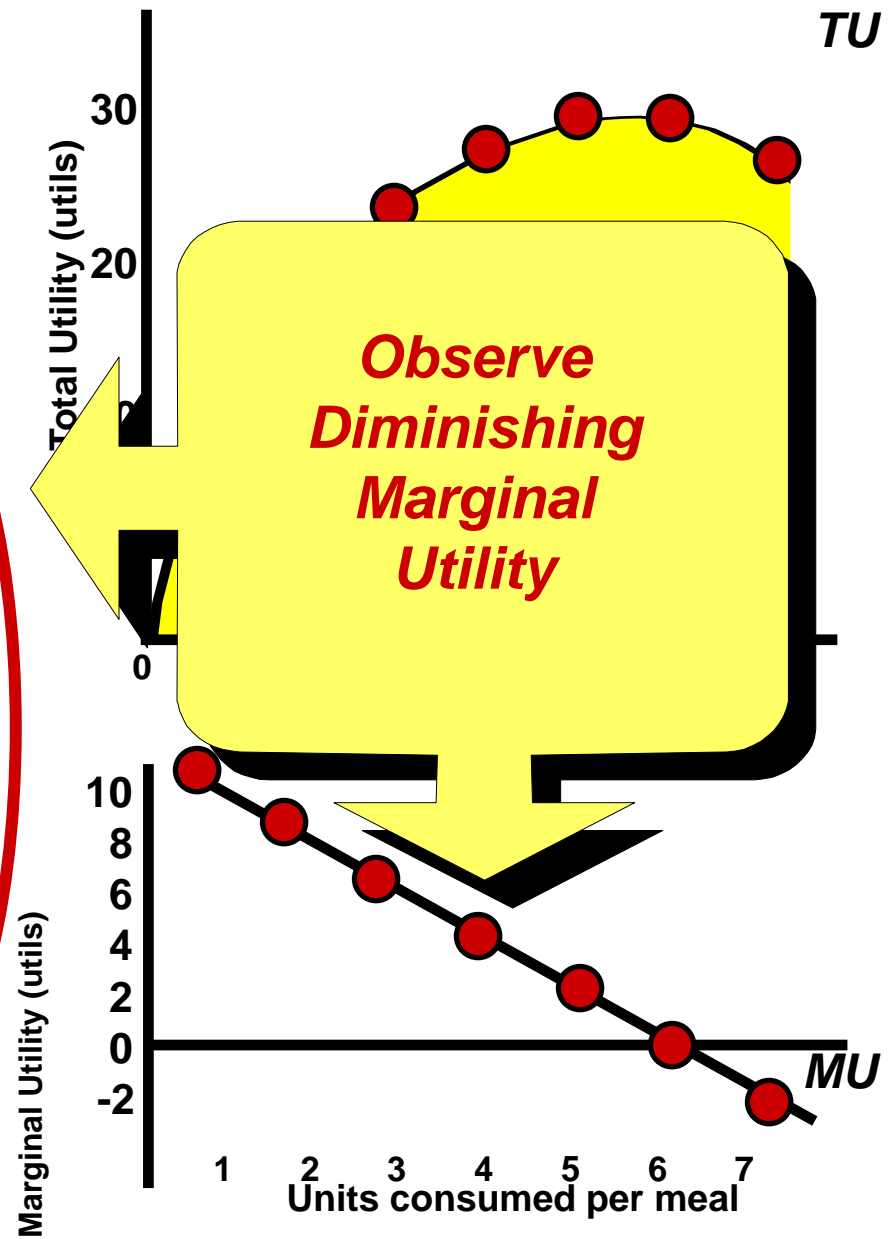 TU
Total Utility (utils)
30
20
0
Observe
Diminishing
Marginal
Utility
Marginal Utility (utils)
10
8
6
4
2
0
-2
MU
1 2 3 4 5 6 7
Units consumed per meal